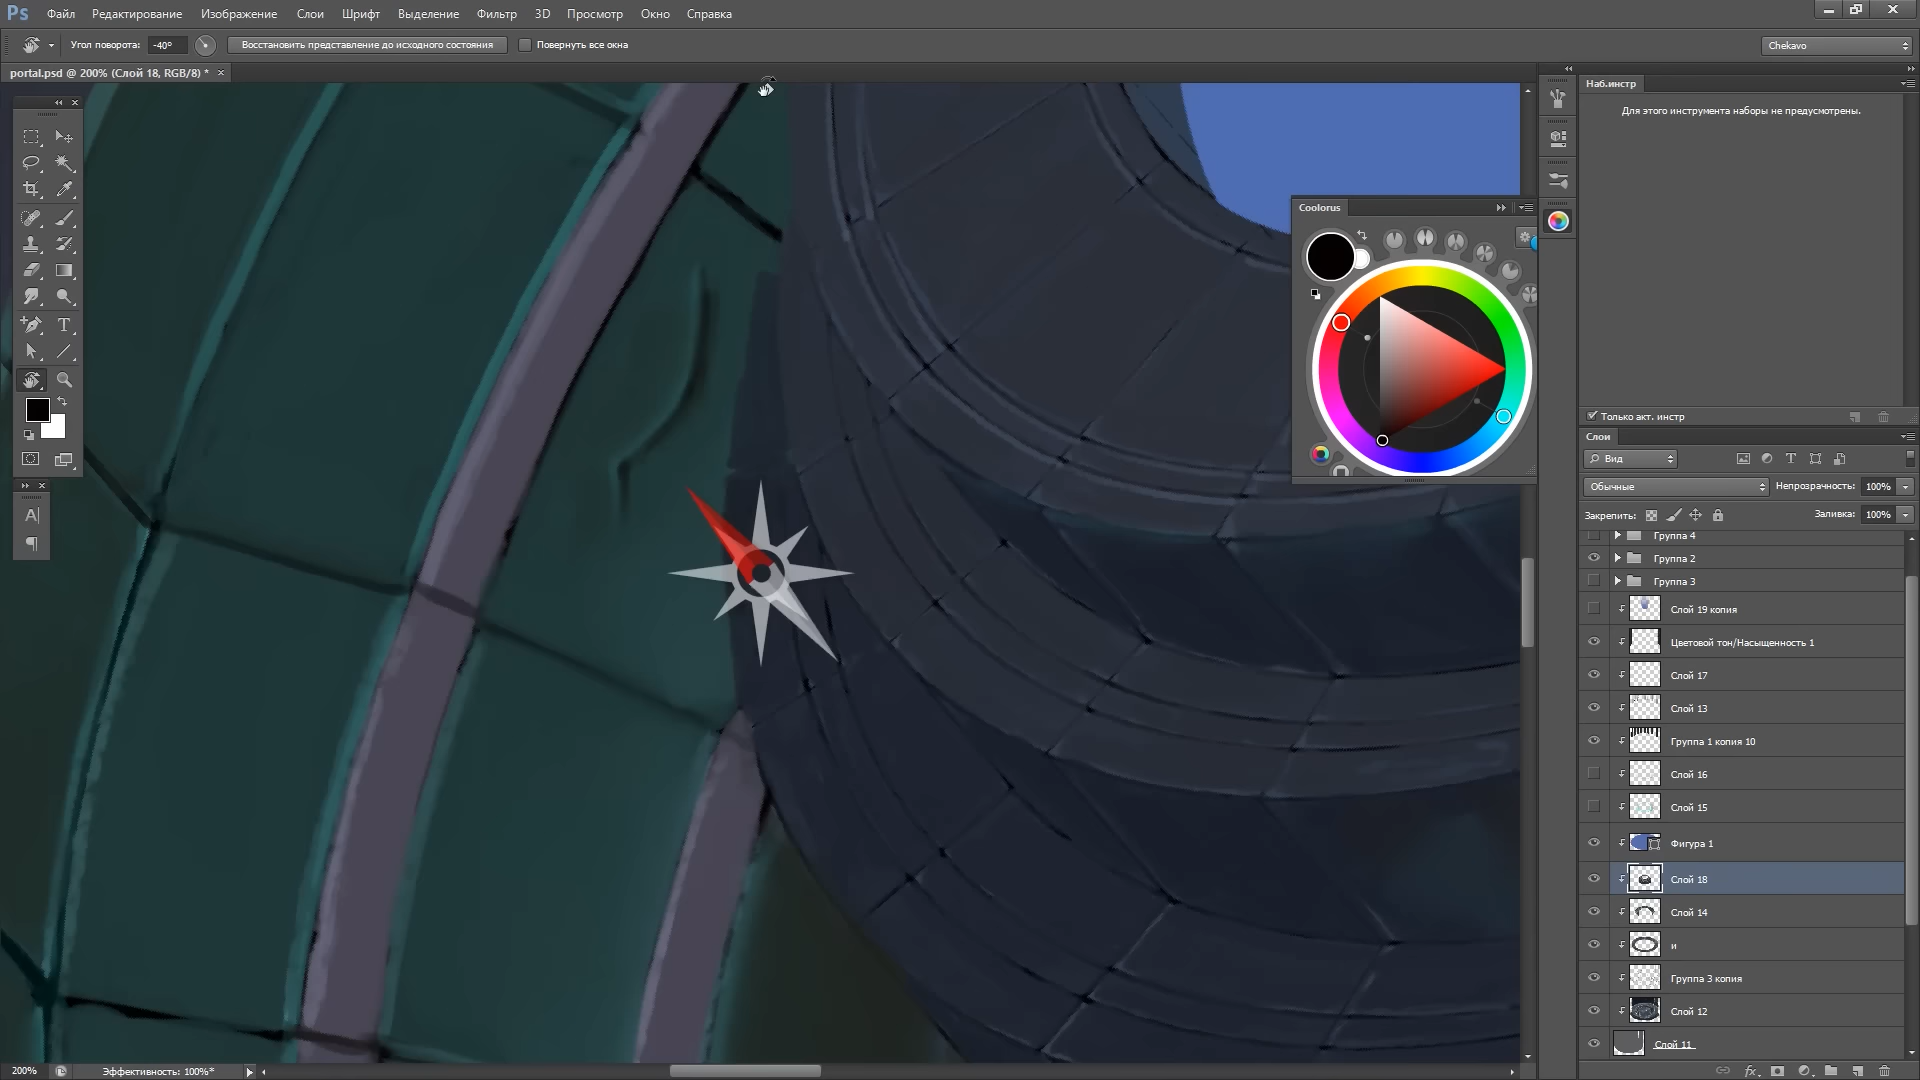 Ps Файл Редактирование Изображение Слои Шрифт Выделение Фильтр 3D Просмотр Окно Справка
Угол поворота: -40° Восстановить представление до исходного состояния Повернуть все окна Chekavo
portal.psd @ 200% (Слой 18, RGB/8) * ×
Наб.инстр
Для этого инструмента наборы не предусмотрены.
Coolorus
Только акт. инстр
Слои
Вид
Обычные Непрозрачность: 100%
Закрепить: Заливка: 100%
Группа 4
Группа 2
Группа 3
Слой 19 копия
Цветовой тон/Насыщенность 1
Слой 17
Слой 13
Группа 1 копия 10
Слой 16
Слой 15
Фигура 1
Слой 18
Слой 14
и
Группа 3 копия
Слой 12
Слой 11
200% Эффективность: 100%*